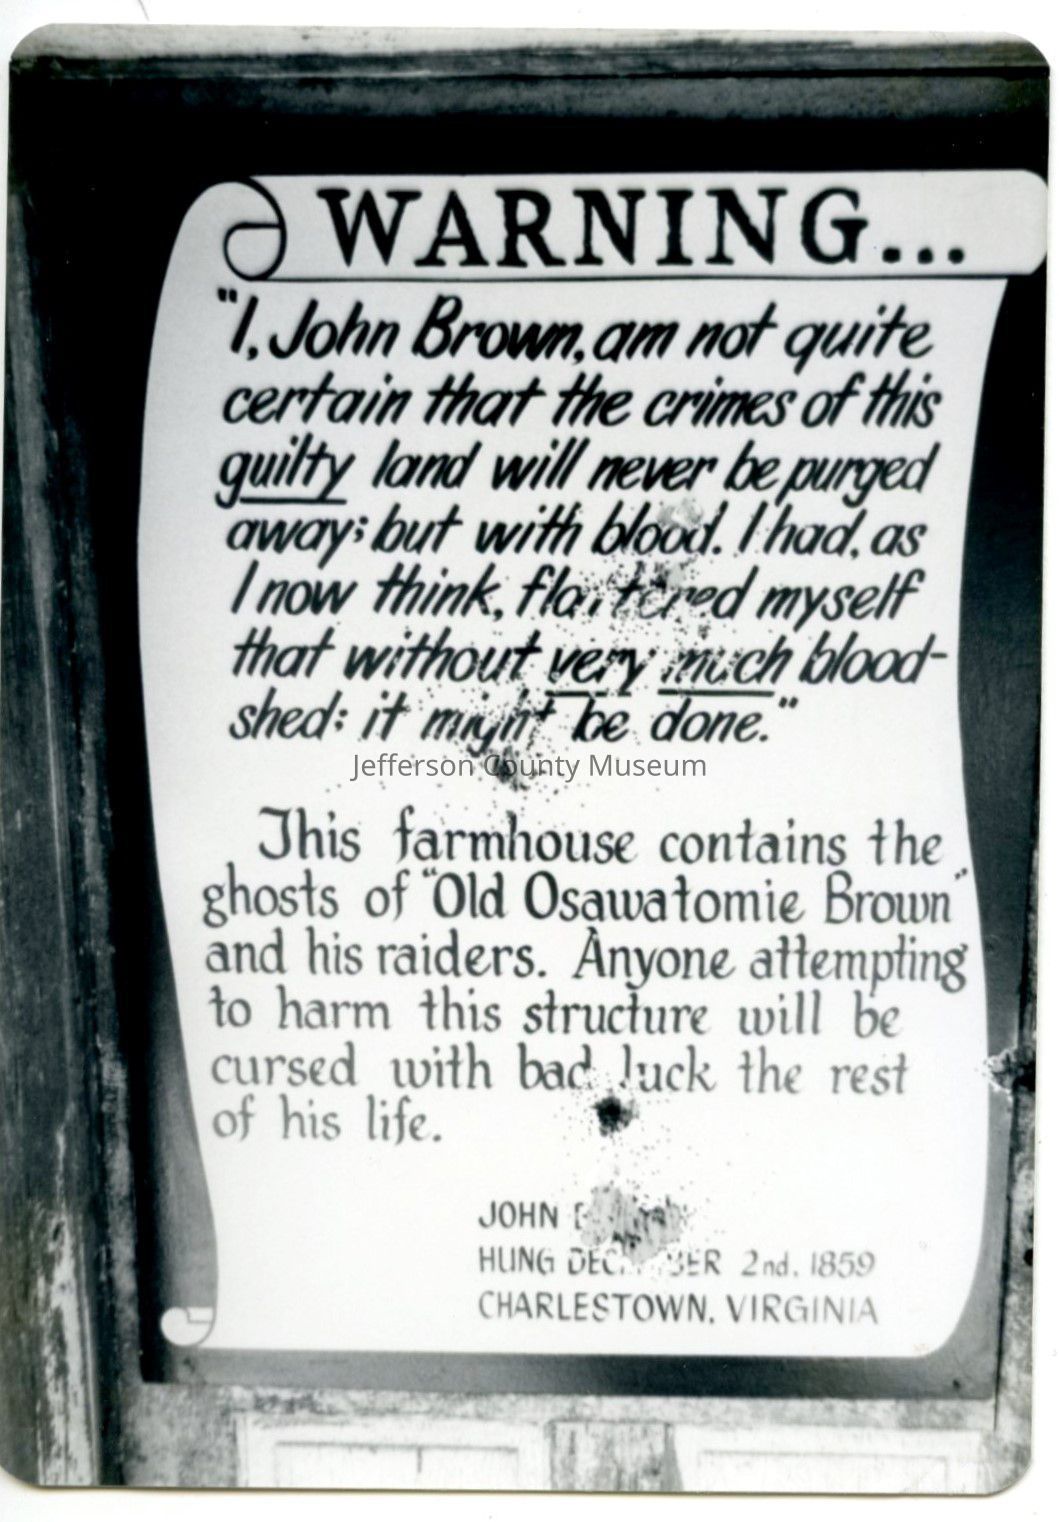 WARNING...
"I, John Brown, am not quite
certain that the crimes of this
guilty land will never be purged
away; but with blood. I had, as
I now think, flattered myself
that without very much blood-
shed: it might be done."
Jefferson County Museum
This farmhouse contains the
ghosts of "Old Osawatomie Brown"
and his raiders. Anyone attempting
to harm this structure will be
cursed with bad luck the rest
of his life.
JOHN
HUNG DECEMBER 2nd. 1859
CHARLESTOWN, VIRGINIA